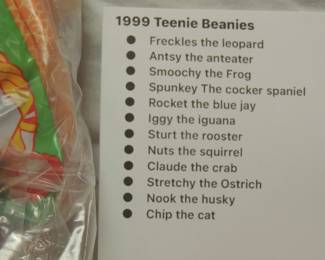 1999 Teenie Beanies
● Freckles the leopard
● Antsy the anteater
● Smoochy the Frog
● Spunkey The cocker spaniel
● Rocket the blue jay
● Iggy the iguana
● Sturt the rooster
● Nuts the squirrel
● Claude the crab
● Stretchy the Ostrich
● Nook the husky
● Chip the cat